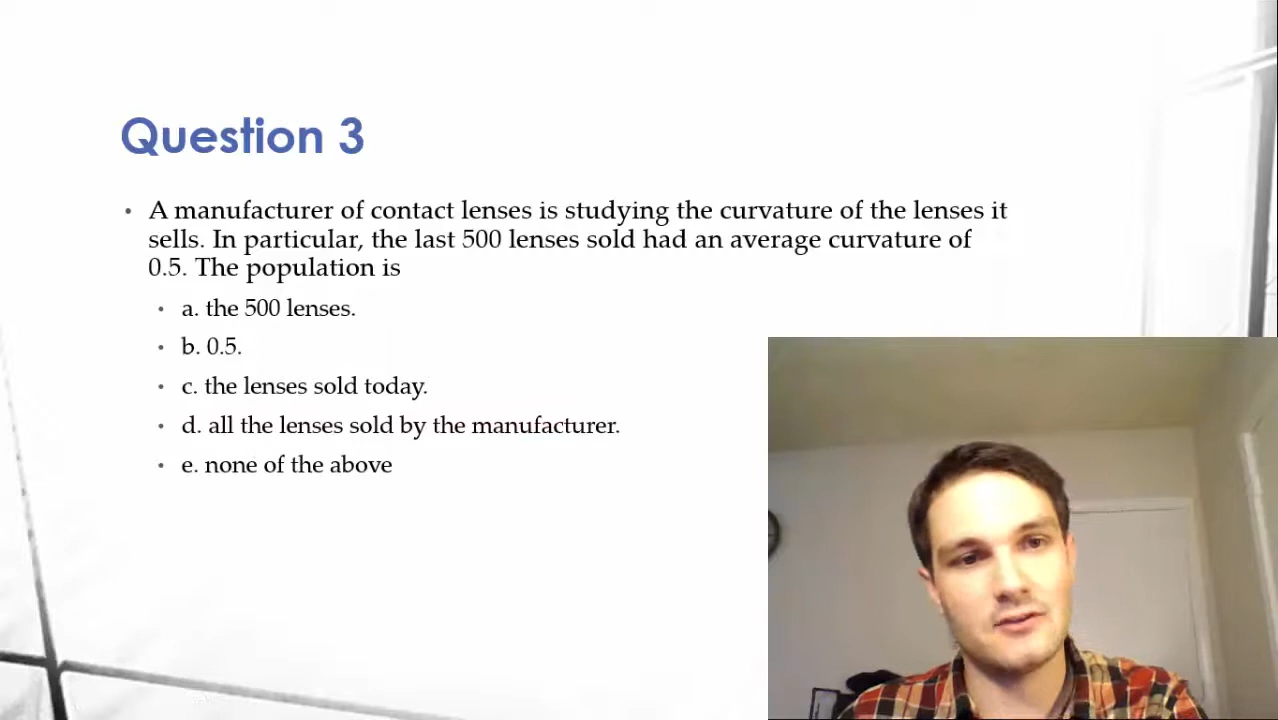 Question 3
• A manufacturer of contact lenses is studying the curvature of the lenses it
sells. In particular, the last 500 lenses sold had an average curvature of
0.5. The population is
• a. the 500 lenses.
• b. 0.5.
• c. the lenses sold today.
• d. all the lenses sold by the manufacturer.
• e. none of the above